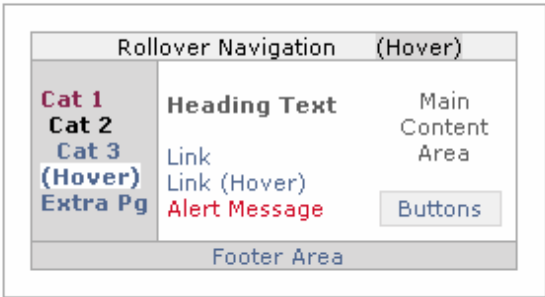 Rollover Navigation (Hover)
Cat 1
Cat 2
Cat 3
(Hover)
Extra Pg
Heading Text
Link
Link (Hover)
Alert Message
Main
Content
Area
Buttons
Footer Area